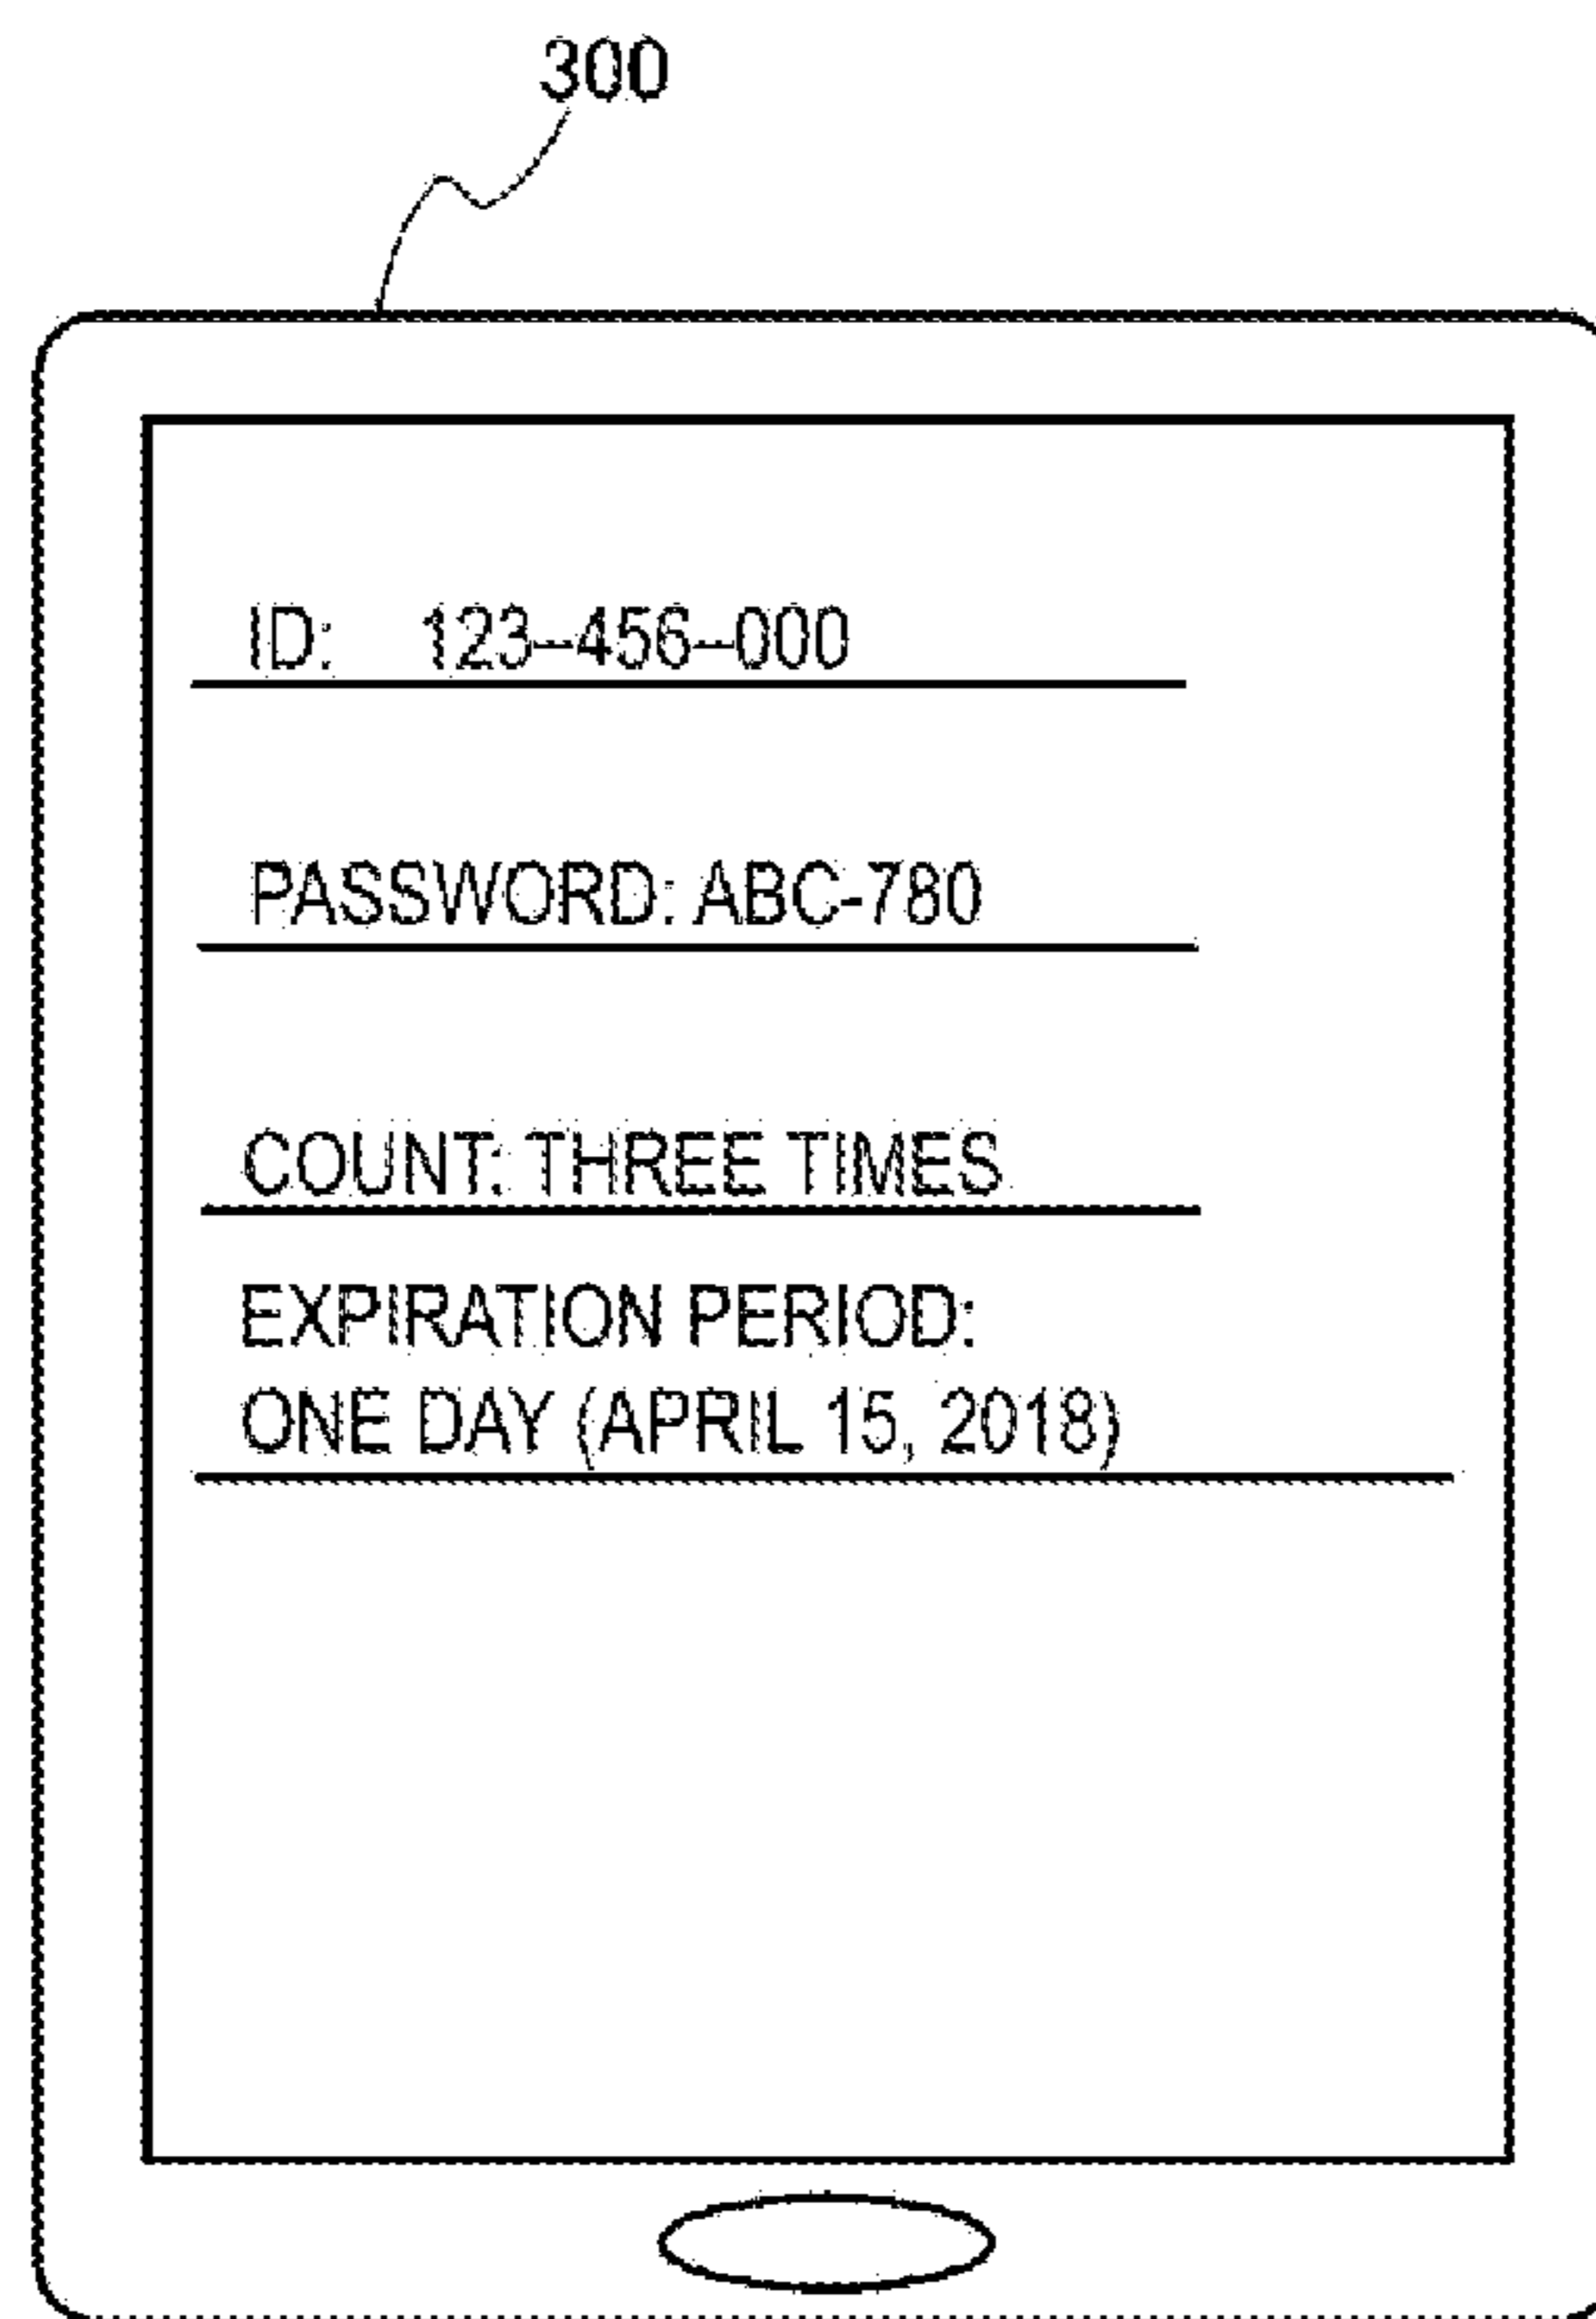 300
ID: 123–456–000
PASSWORD: ABC-780
COUNT: THREE TIMES
EXPIRATION PERIOD:
ONE DAY (APRIL 15, 2018)